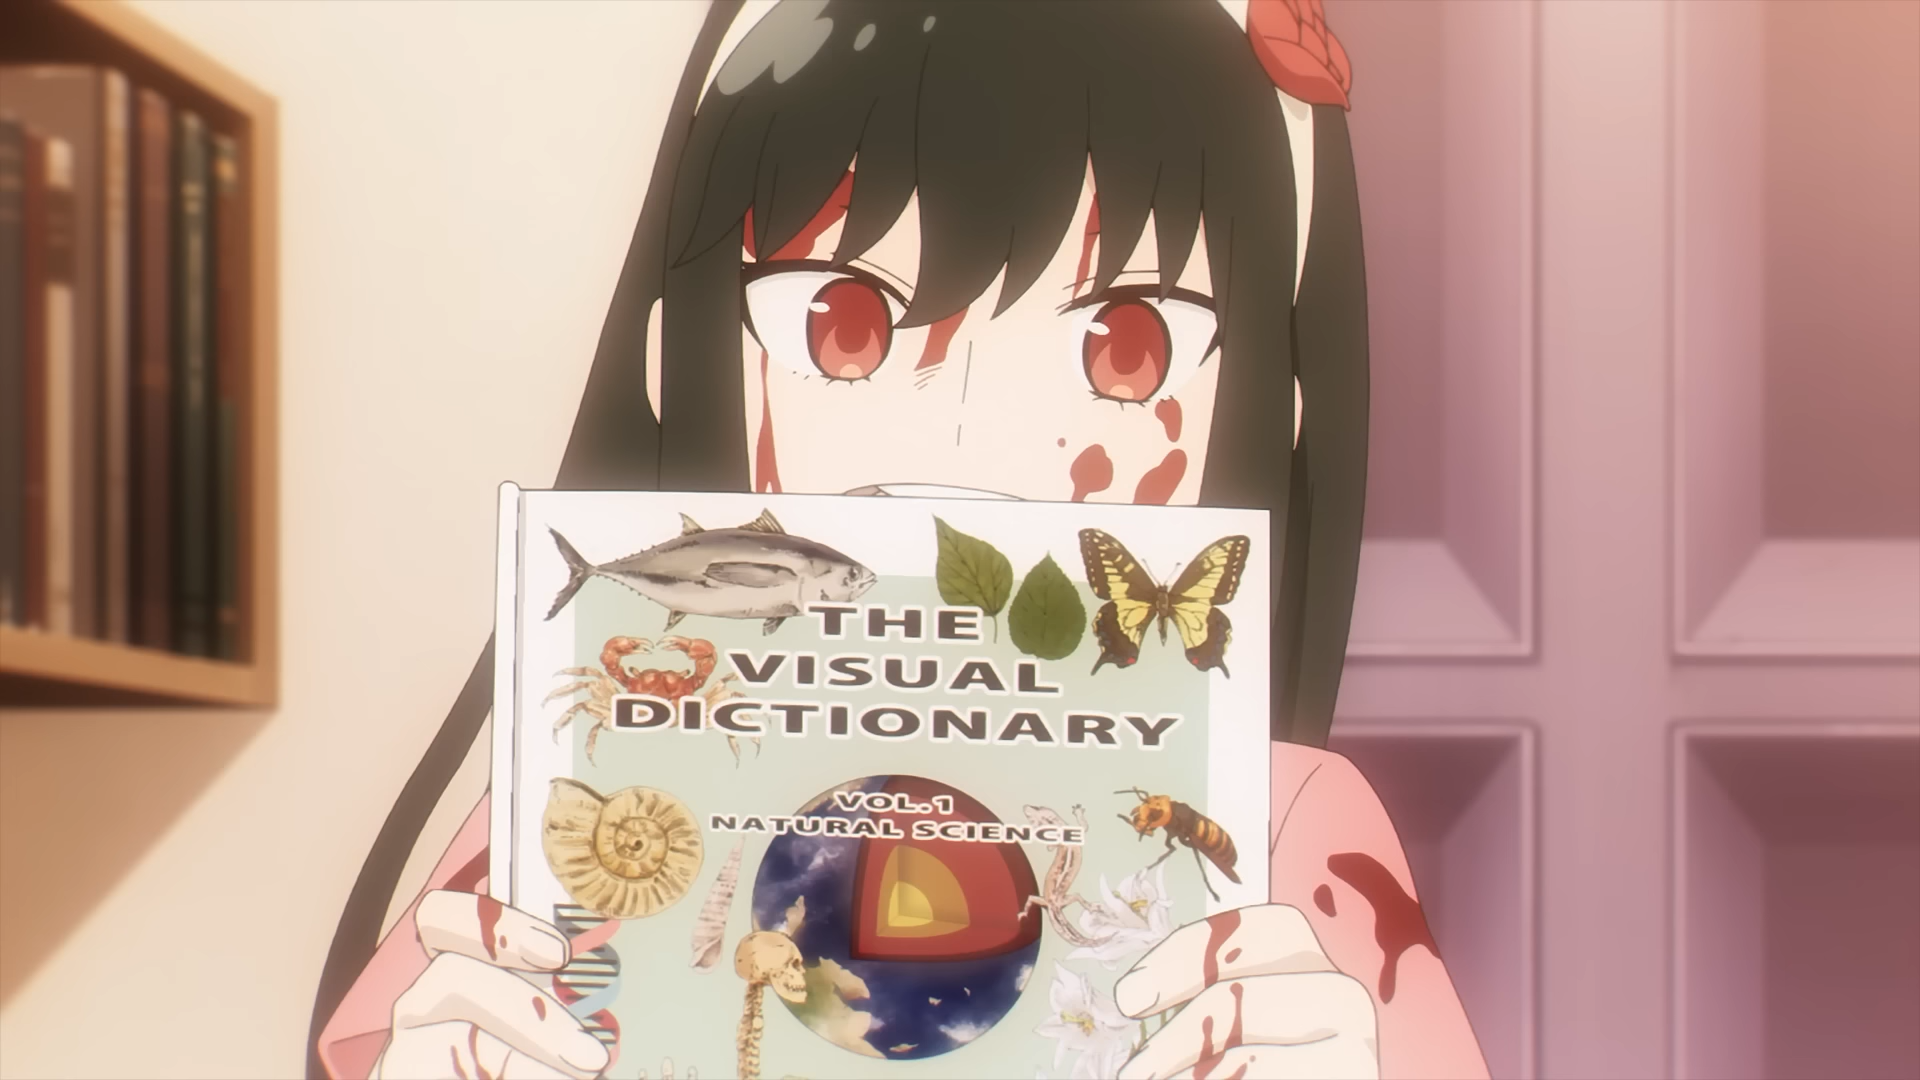 THE
VISUAL
DICTIONARY
VOL.1
NATURAL SCIENCE